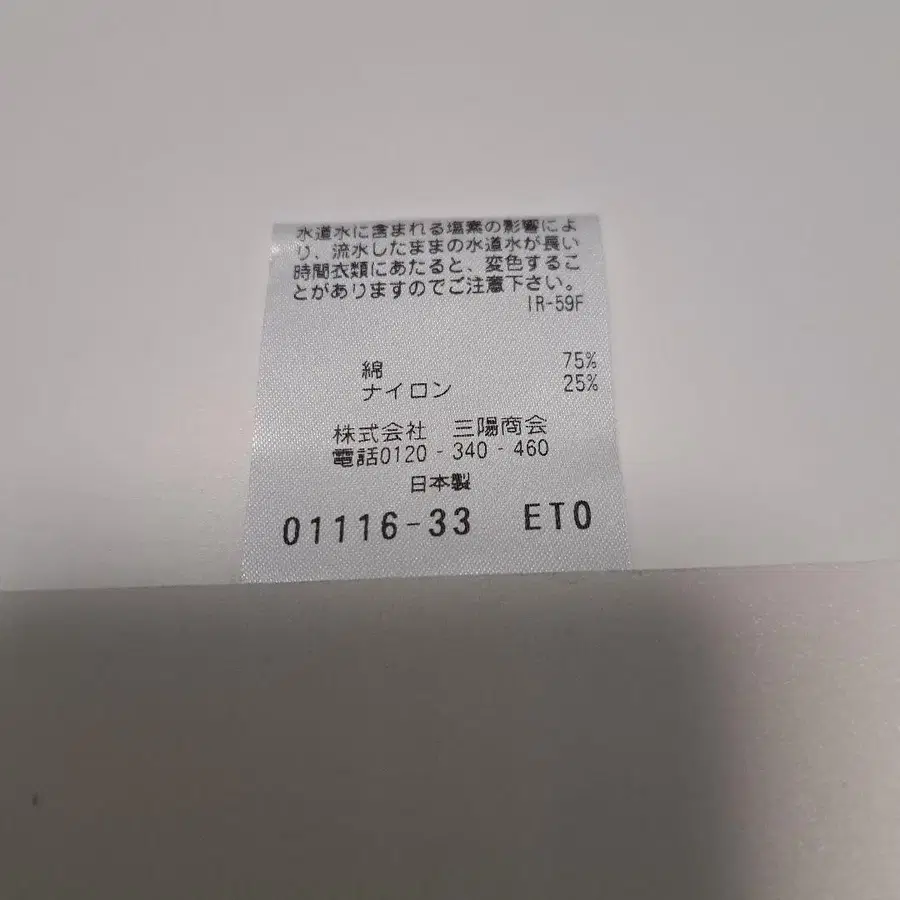 水道水に含まれる塩素の影響によ
り、流水したままの水道水が長い
時間衣類にあたると、変色するこ
とがありますのでご注意下さい。
IR-59F
綿 75%
ナイロン 25%
株式会社 三陽商会
電話0120-340-460
日本製
01116-33 ETO